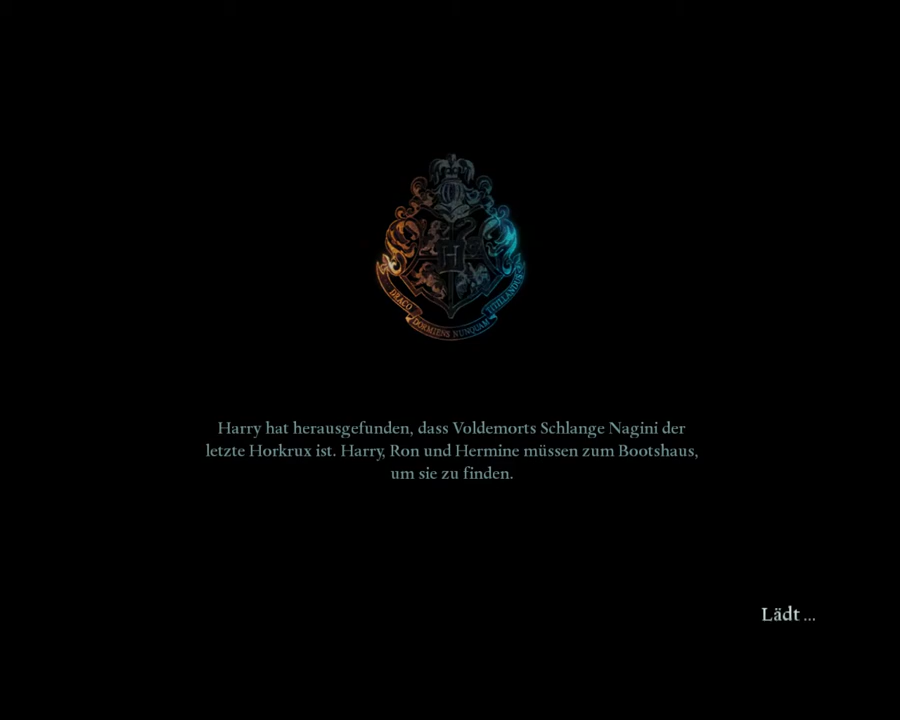 H
DRACO
DORMIENS NUNQUAM
TITILLANDUS
Harry hat herausgefunden, dass Voldemorts Schlange Nagini der
letzte Horkrux ist. Harry, Ron und Hermine müssen zum Bootshaus,
um sie zu finden.
Lädt ...